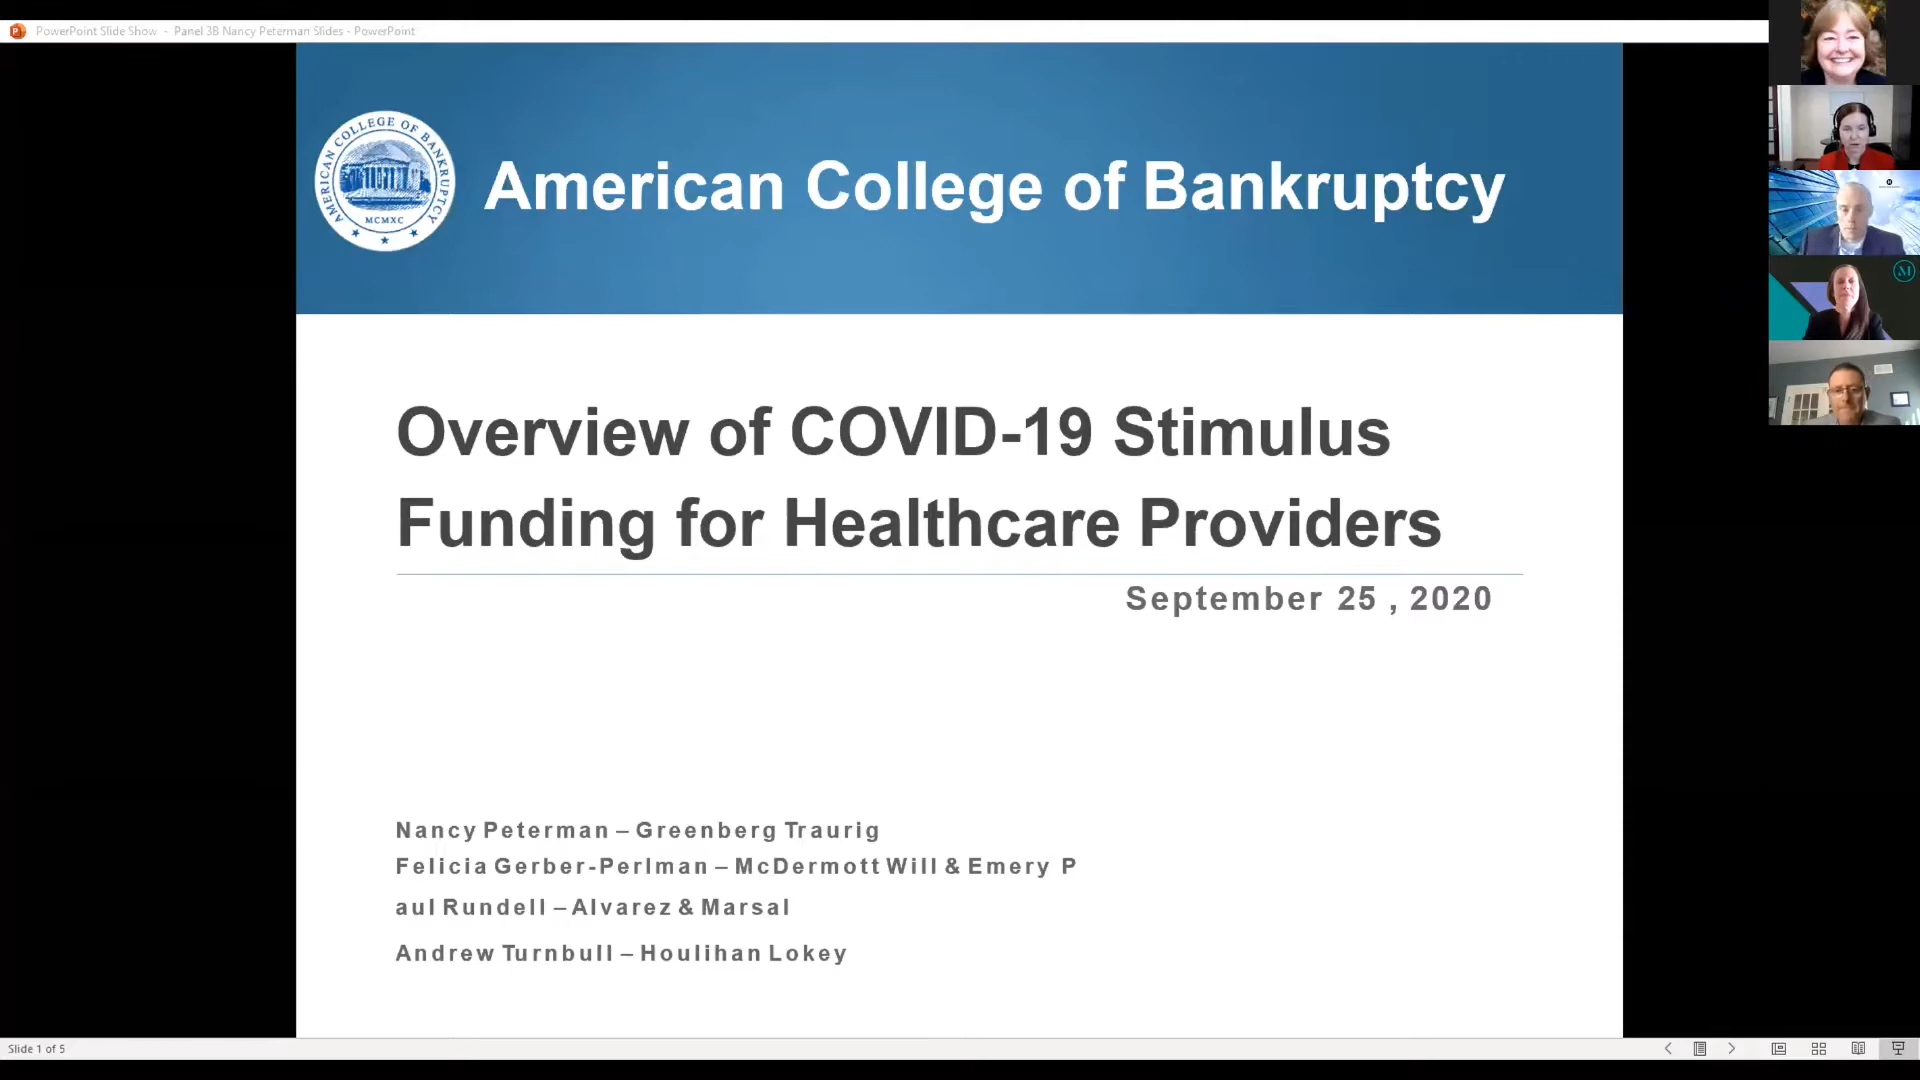 PowerPoint Slide Show - Panel 3B Nancy Peterman Slides - PowerPoint
AMERICAN COLLEGE OF BANKRUPTCY
MCMXC
American College of Bankruptcy
Overview of COVID-19 Stimulus
Funding for Healthcare Providers
September 25 , 2020
Nancy Peterman – Greenberg Traurig
Felicia Gerber-Perlman – McDermott Will & Emery P
aul Rundell – Alvarez & Marsal
Andrew Turnbull – Houlihan Lokey
M
Slide 1 of 5